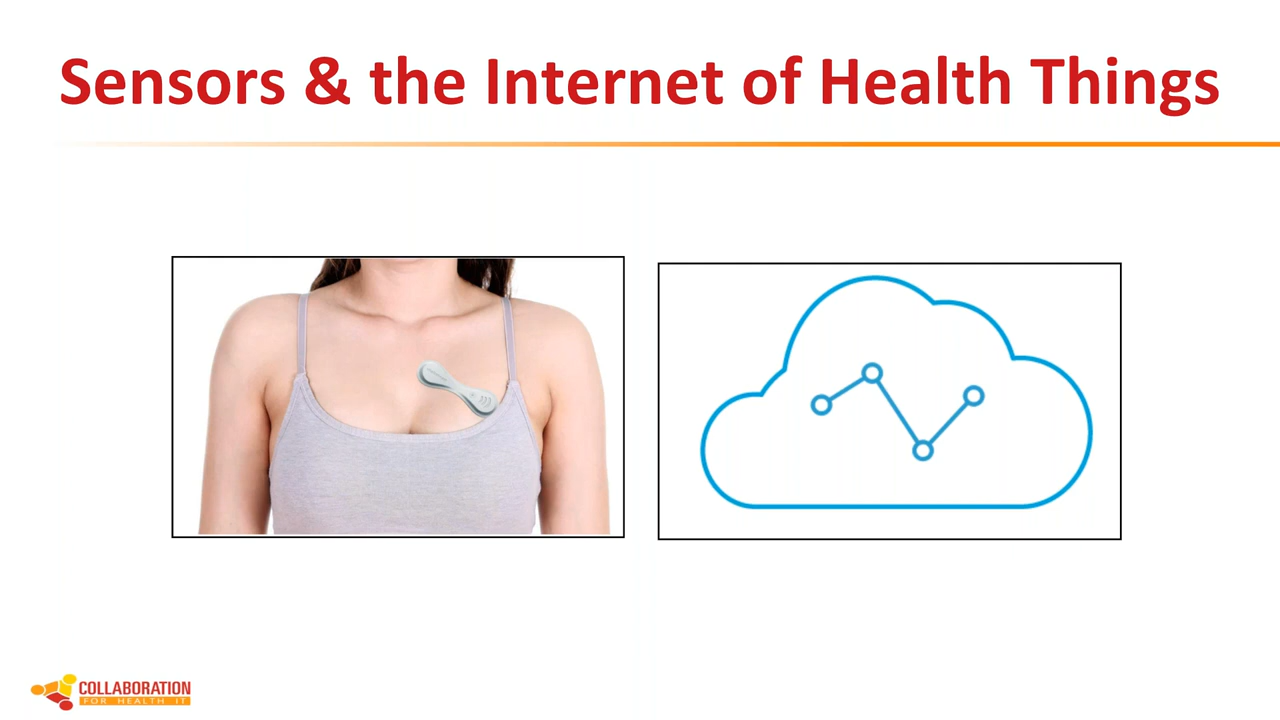 Sensors & the Internet of Health Things
COLLABORATION
FOR HEALTH IT